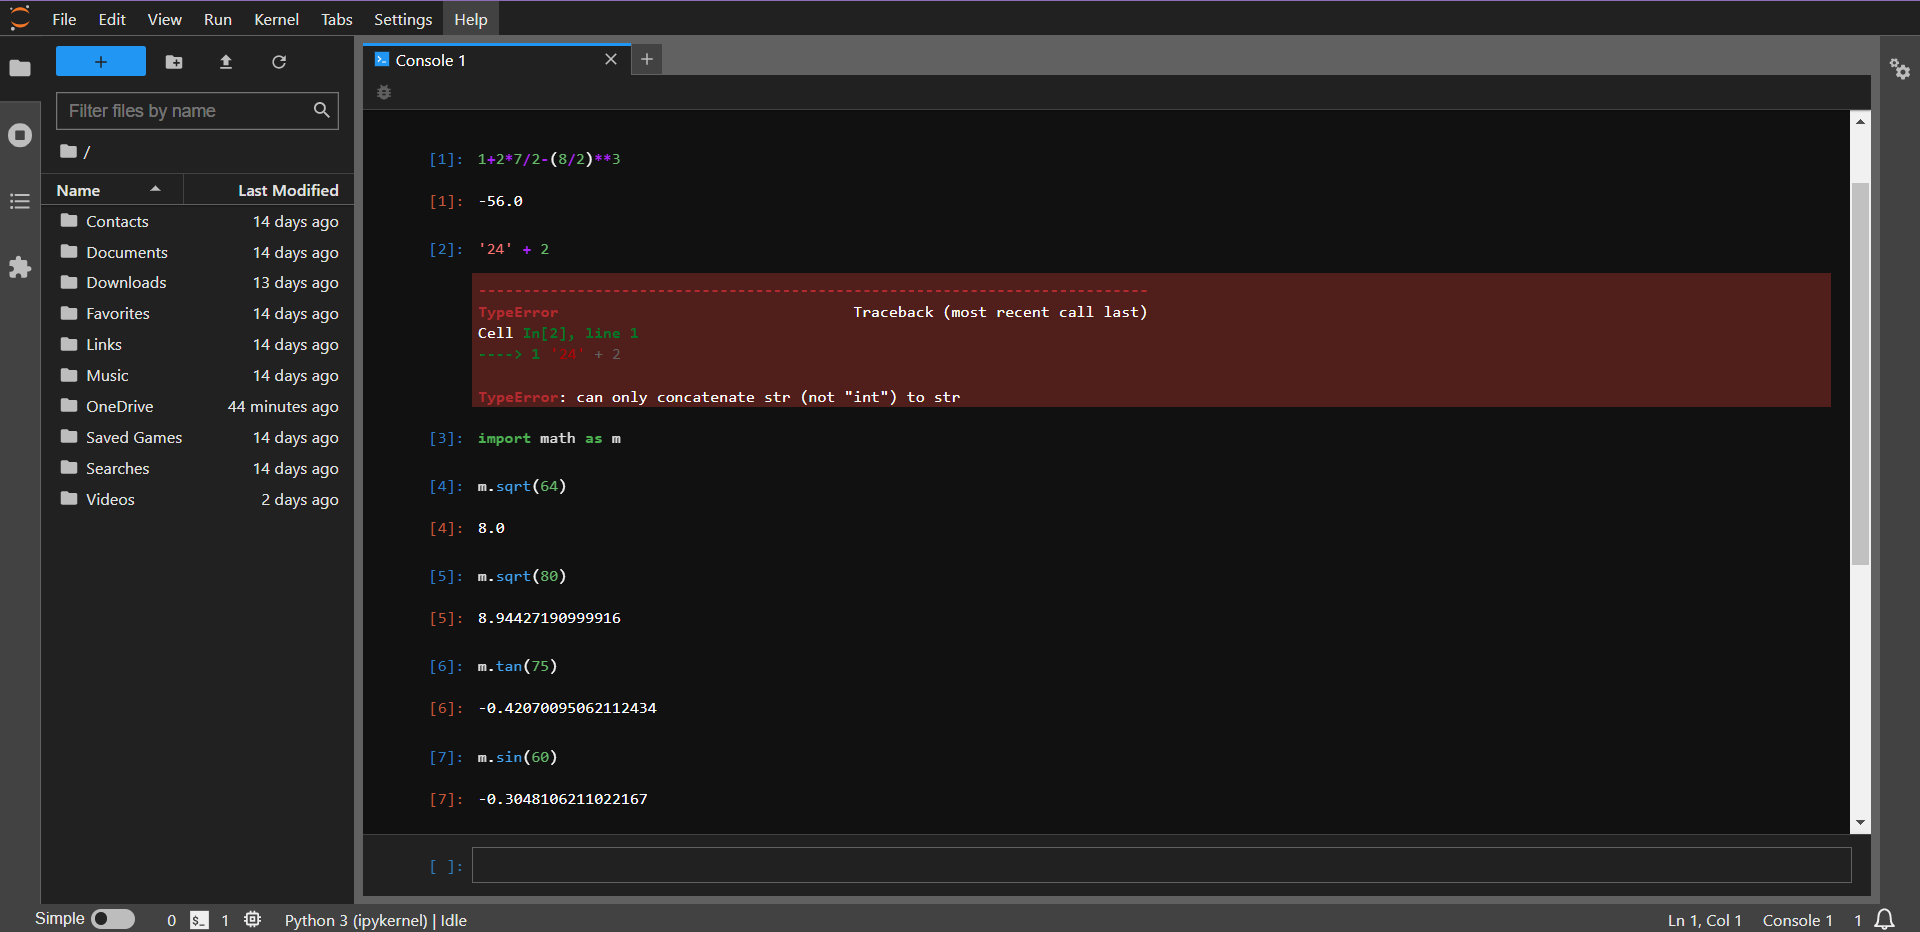 File Edit View Run Kernel Tabs Settings Help
+
Console 1
+
Filter files by name
/
Name Last Modified
Contacts 14 days ago
Documents 14 days ago
Downloads 13 days ago
Favorites 14 days ago
Links 14 days ago
Music 14 days ago
OneDrive 44 minutes ago
Saved Games 14 days ago
Searches 14 days ago
Videos 2 days ago
[1]: 1+2*7/2-(8/2)**3
[1]: -56.0
[2]: '24' + 2
---------------------------------------------------------------------------
TypeError Traceback (most recent call last)
Cell In[2], line 1
----> 1 '24' + 2
TypeError: can only concatenate str (not "int") to str
[3]: import math as m
[4]: m.sqrt(64)
[4]: 8.0
[5]: m.sqrt(80)
[5]: 8.94427190999916
[6]: m.tan(75)
[6]: -0.42070095062112434
[7]: m.sin(60)
[7]: -0.3048106211022167
[ ]:
Simple 0 $_ 1 Python 3 (ipykernel) | Idle Ln 1, Col 1 Console 1 1